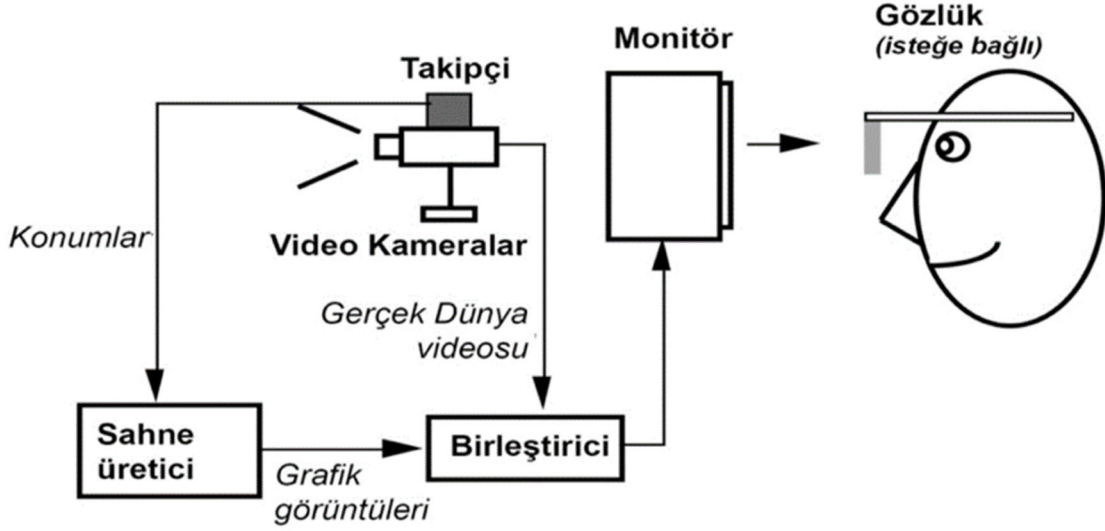 Gözlük
(isteğe bağlı)
Monitör
Takipçi
Konumlar
Video Kameralar
Gerçek Dünya
videosu
Sahne
üretici
Birleştirici
Grafik
görüntüleri